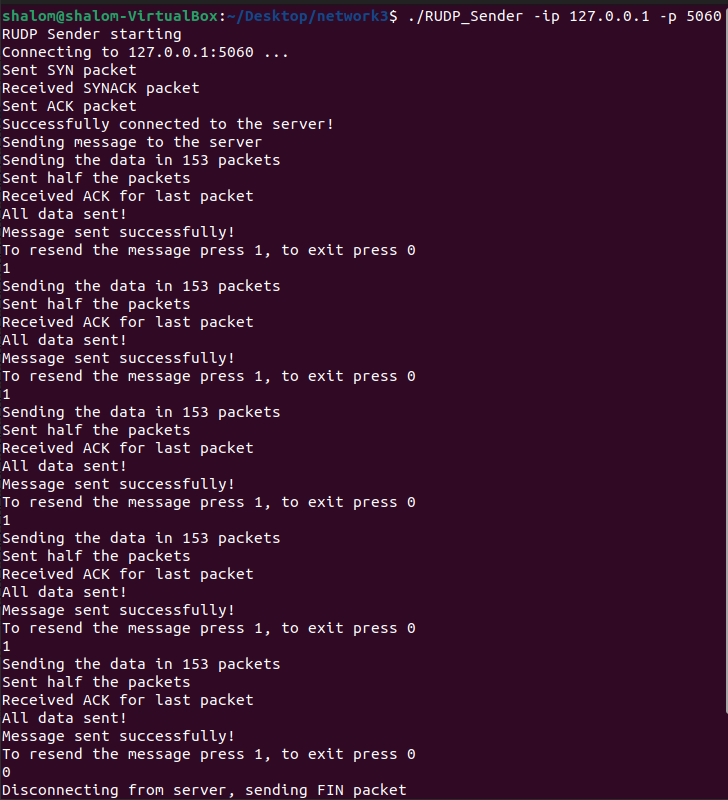 shalom@shalom-VirtualBox:~/Desktop/network3$ ./RUDP_Sender -ip 127.0.0.1 -p 5060
RUDP Sender starting
Connecting to 127.0.0.1:5060 ...
Sent SYN packet
Received SYNACK packet
Sent ACK packet
Successfully connected to the server!
Sending message to the server
Sending the data in 153 packets
Sent half the packets
Received ACK for last packet
All data sent!
Message sent successfully!
To resend the message press 1, to exit press 0
1
Sending the data in 153 packets
Sent half the packets
Received ACK for last packet
All data sent!
Message sent successfully!
To resend the message press 1, to exit press 0
1
Sending the data in 153 packets
Sent half the packets
Received ACK for last packet
All data sent!
Message sent successfully!
To resend the message press 1, to exit press 0
1
Sending the data in 153 packets
Sent half the packets
Received ACK for last packet
All data sent!
Message sent successfully!
To resend the message press 1, to exit press 0
1
Sending the data in 153 packets
Sent half the packets
Received ACK for last packet
All data sent!
Message sent successfully!
To resend the message press 1, to exit press 0
0
Disconnecting from server, sending FIN packet